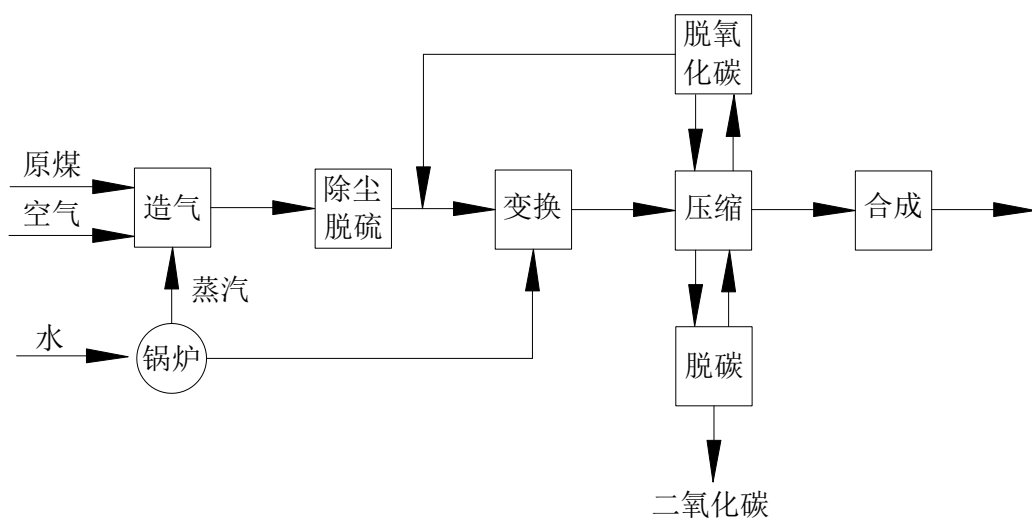 脱氧
化碳
原煤
空气
造气
除尘
脱硫
变换
压缩
合成
蒸汽
水
锅炉
脱碳
二氧化碳